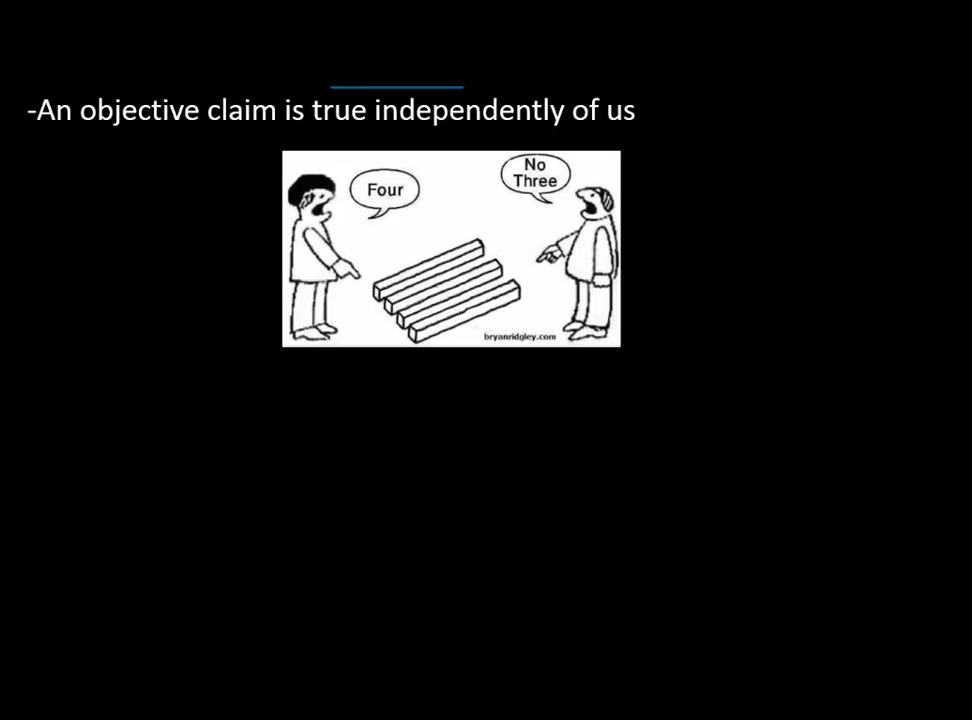 -An objective claim is true independently of us
Four
No
Three
bryanridgley.com